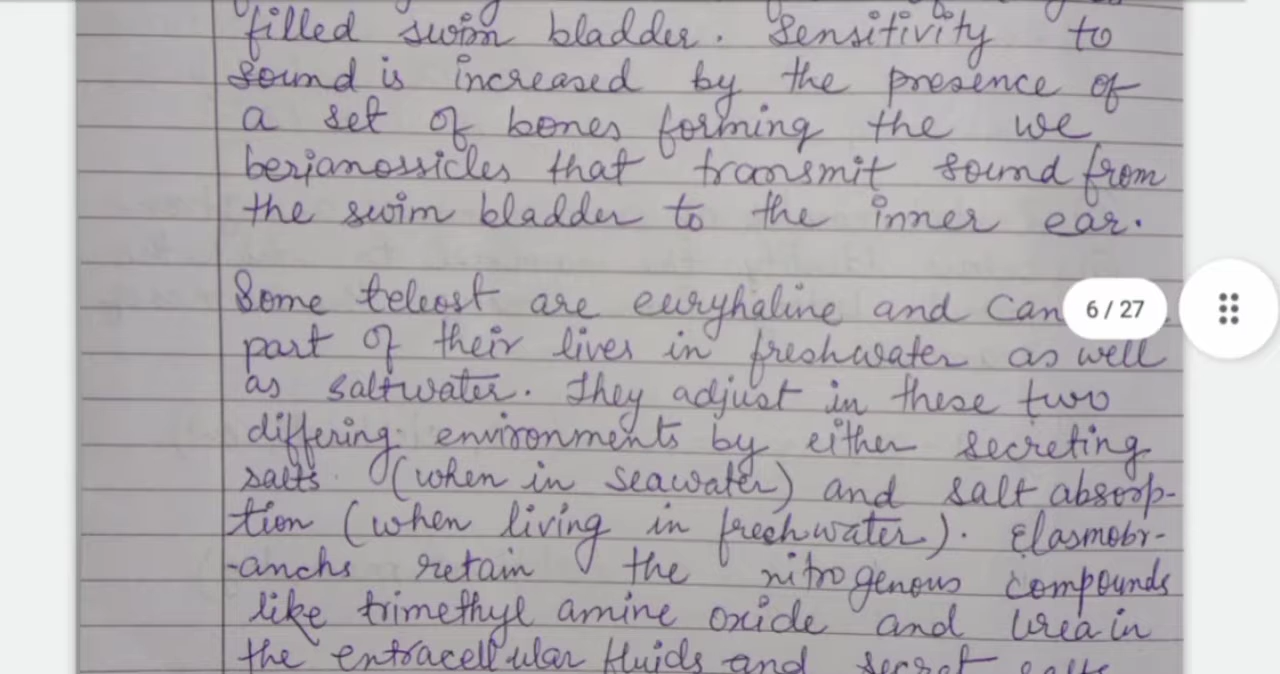 filled swim bladder. Sensitivity to
sound is increased by the presence of
a set of bones forming the we
berianossicles that transmit sound from
the swim bladder to the inner ear.
Some teleost are euryhaline and Can
6 / 27
part of their lives in freshwater as well
as saltwater. They adjust in these two
differing environments by either secreting
salts (when in seawater) and salt absorp-
tion (when living in freshwater). Elasmobr-
-anchs retain the nitrogenous compounds
like trimethyl amine oxide and Urea in
the extracellular fluids and secret salts